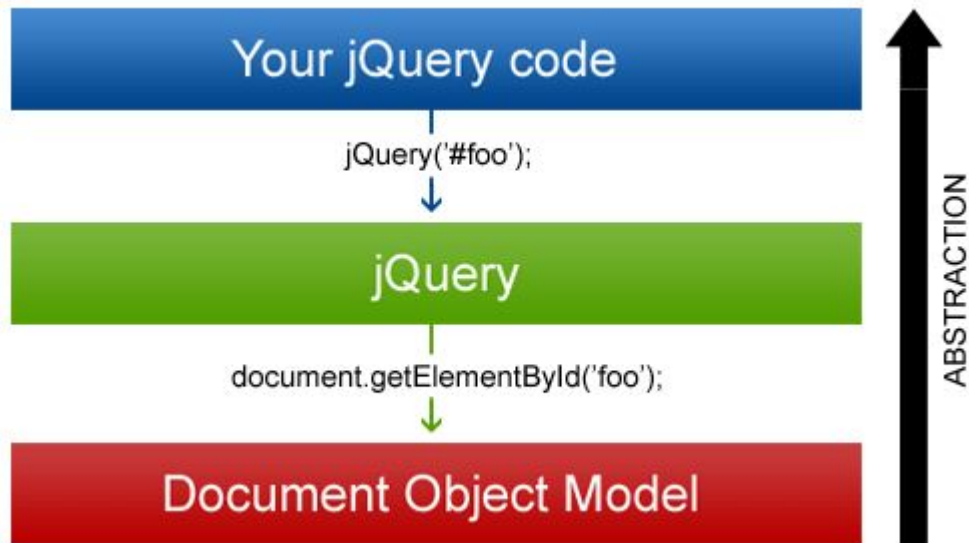 Your jQuery code
jQuery('#foo');
jQuery
document.getElementById('foo');
Document Object Model
ABSTRACTION